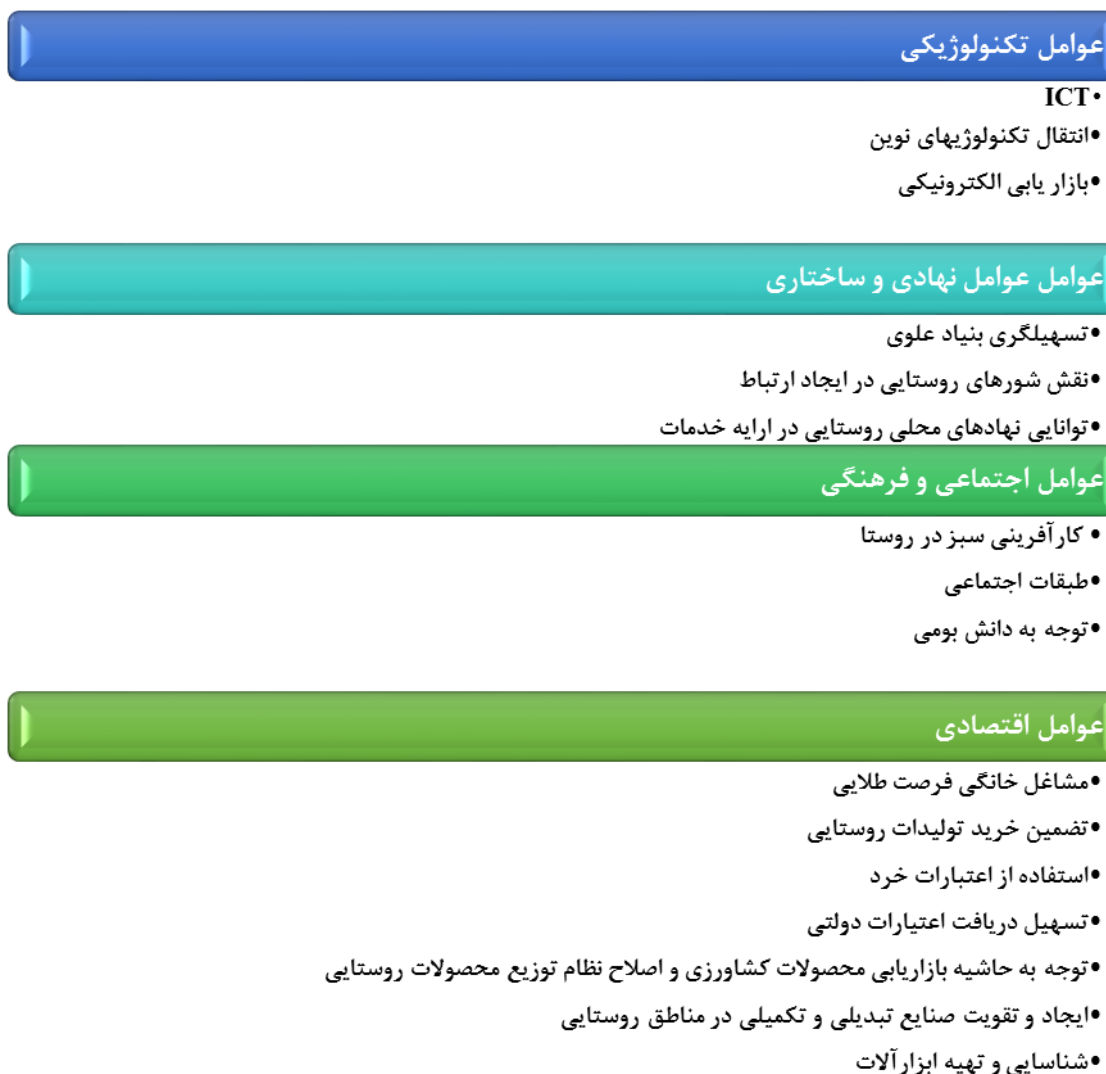 عوامل تکنولوژیکی
•ICT
•انتقال تکنولوژیهای نوین
•بازار یابی الکترونیکی
عوامل عوامل نهادی و ساختاری
•تسهیلگری بنیاد علوی
•نقش شورهای روستایی در ایجاد ارتباط
•توانایی نهادهای محلی روستایی در ارایه خدمات
عوامل اجتماعی و فرهنگی
• کارآفرینی سبز در روستا
•طبقات اجتماعی
•توجه به دانش بومی
عوامل اقتصادی
•مشاغل خانگی فرصت طلایی
•تضمین خرید تولیدات روستایی
•استفاده از اعتبارات خرد
•تسهیل دریافت اعتیارات دولتی
•توجه به حاشیه بازاریابی محصولات کشاورزی و اصلاح نظام توزیع محصولات روستایی
•ایجاد و تقویت صنایع تبدیلی و تکمیلی در مناطق روستایی
•شناسایی و تهیه ابزارآلات